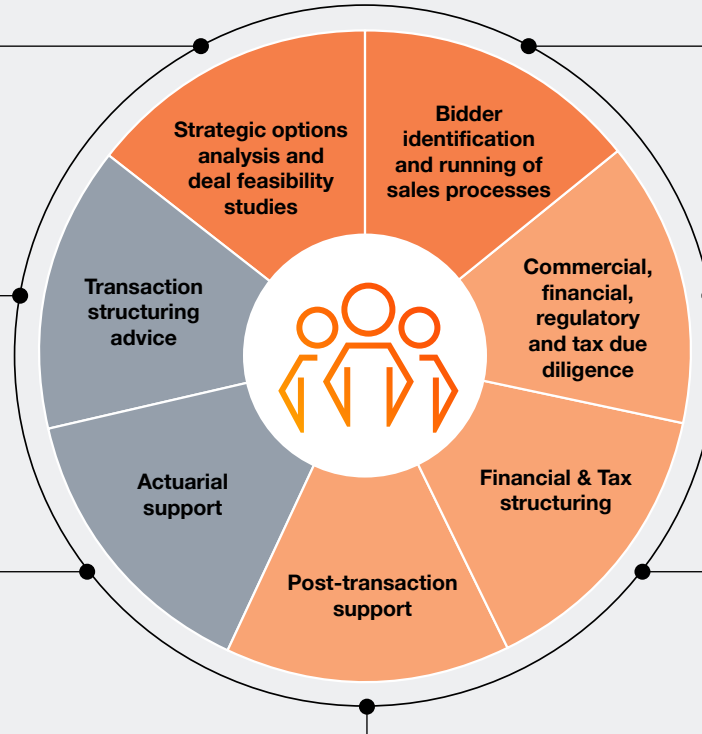 Strategic options
analysis and
deal feasibility
studies
Bidder
identification
and running of
sales processes
Commercial,
financial,
regulatory
and tax due
diligence
Financial & Tax
structuring
Post-transaction
support
Actuarial
support
Transaction
structuring
advice